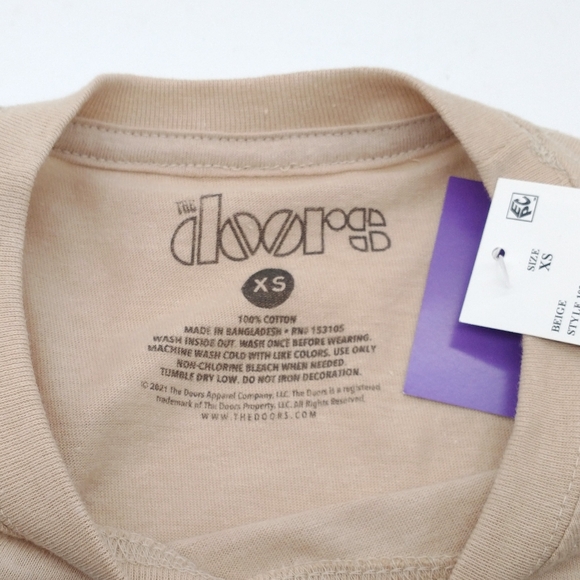 THE
doors
XS
100% COTTON
MADE IN BANGLADESH • RN# 153105
WASH INSIDE OUT. WASH ONCE BEFORE WEARING.
MACHINE WASH COLD WITH LIKE COLORS. USE ONLY
NON-CHLORINE BLEACH WHEN NEEDED.
TUMBLE DRY LOW. DO NOT IRON DECORATION.
© 2021 The Doors Apparel Company, LLC. The Doors is a registered
trademark of The Doors Property, LLC. All Rights Reserved.
WWW.THEDOORS.COM
SIZE
XS
BEIGE
STYLE